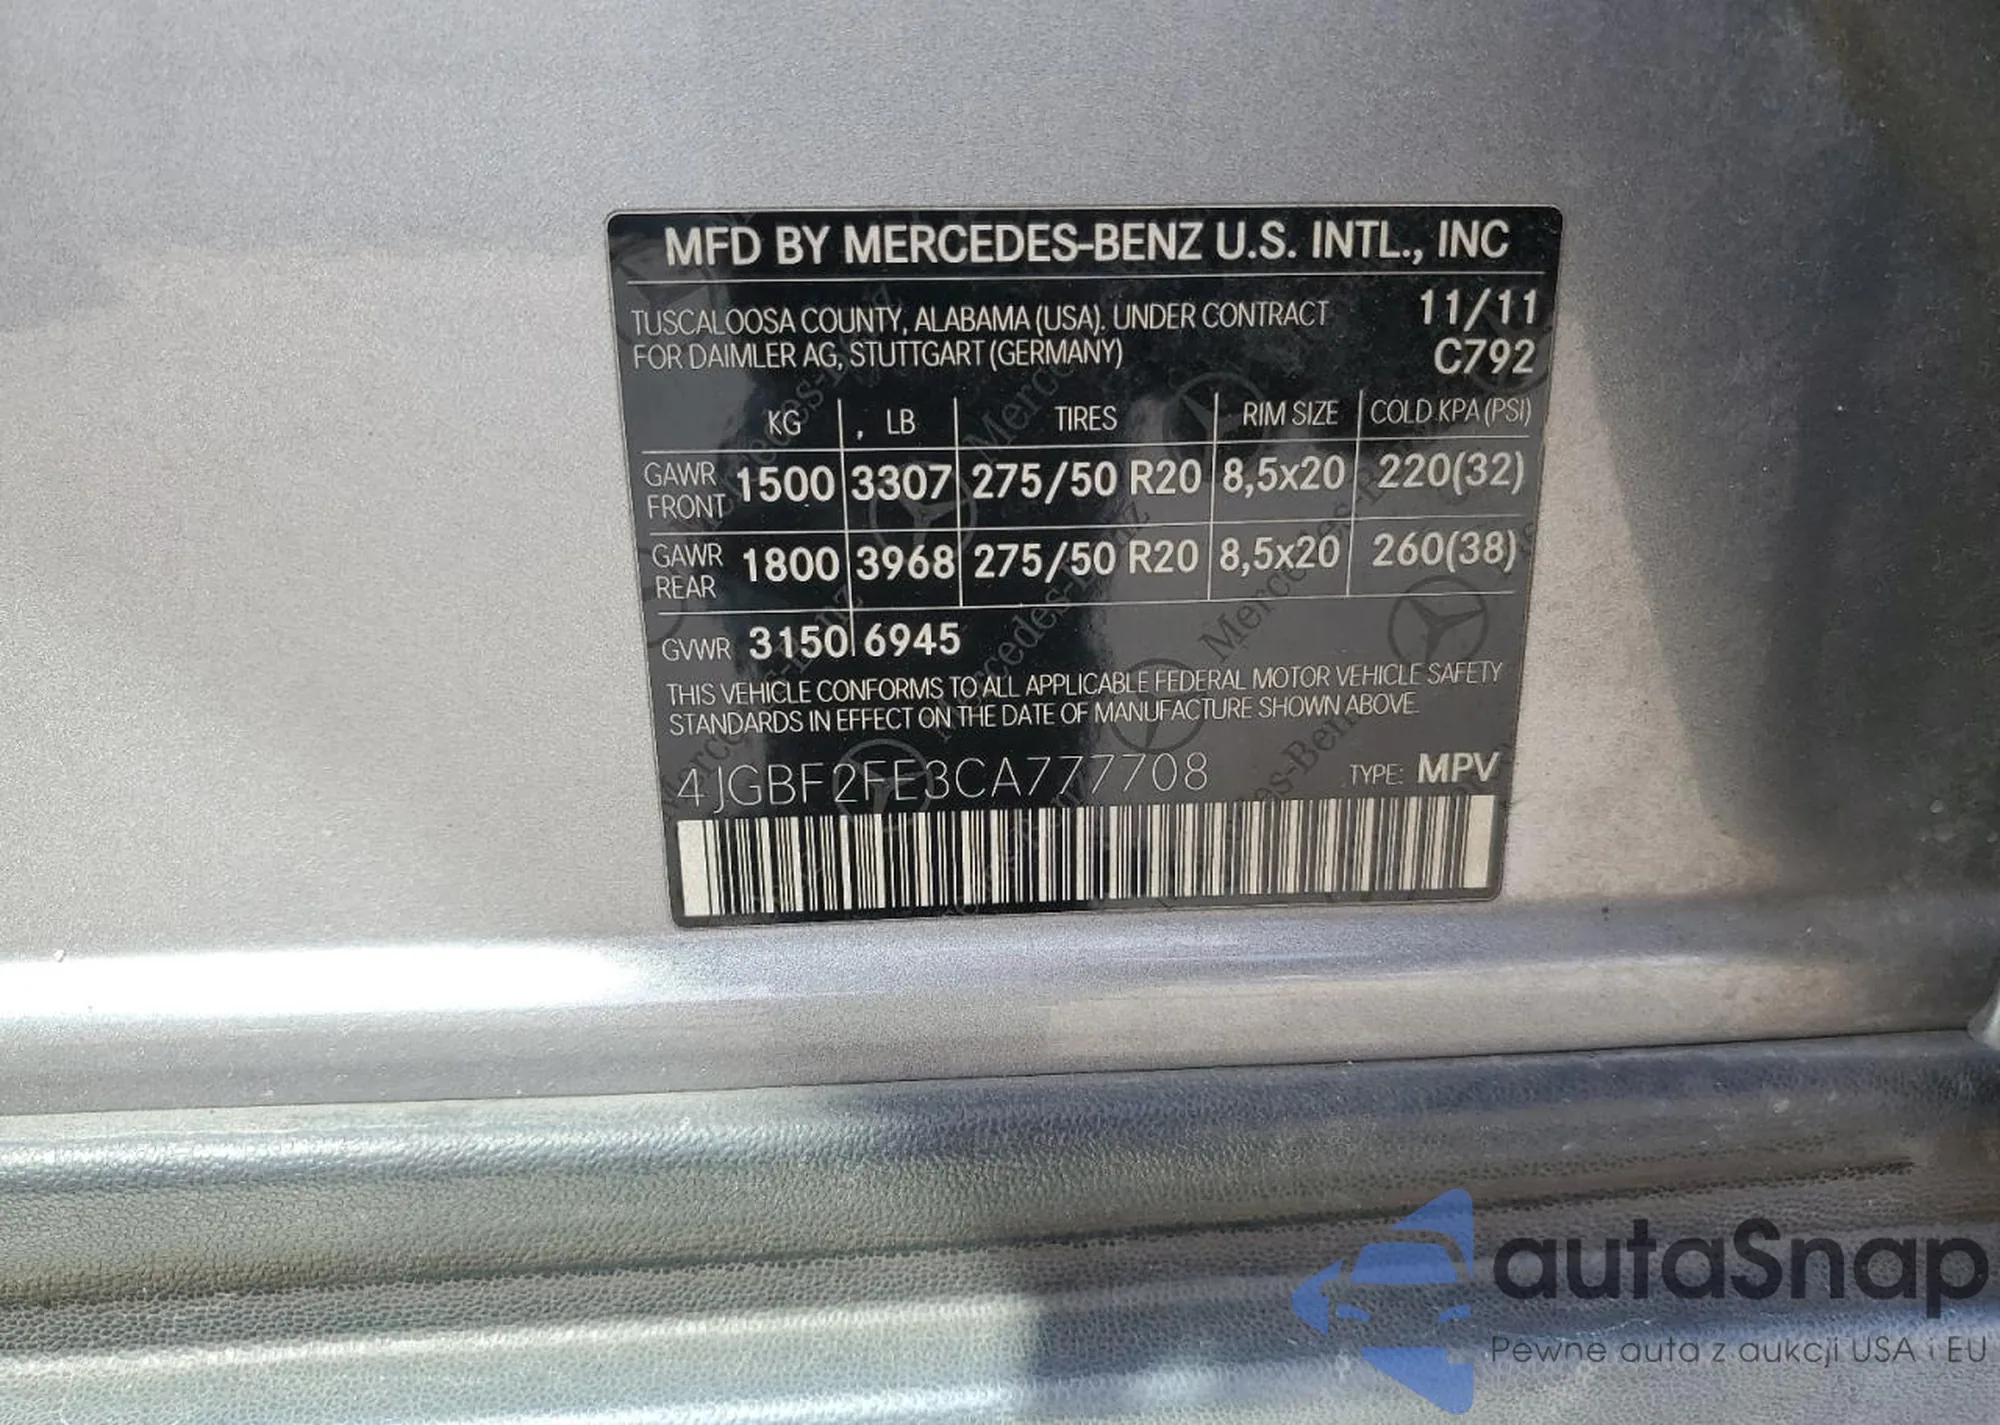 MFD BY MERCEDES-BENZ U.S. INTL., INC
TUSCALOOSA COUNTY, ALABAMA (USA). UNDER CONTRACT 11/11
FOR DAIMLER AG, STUTTGART (GERMANY) C792
KG , LB TIRES RIM SIZE COLD KPA (PSI)
GAWR FRONT 1500 3307 275/50 R20 8,5x20 220(32)
GAWR REAR 1800 3968 275/50 R20 8,5x20 260(38)
GVWR 3150 6945
THIS VEHICLE CONFORMS TO ALL APPLICABLE FEDERAL MOTOR VEHICLE SAFETY
STANDARDS IN EFFECT ON THE DATE OF MANUFACTURE SHOWN ABOVE.
4JGBF2FE3CA777708 TYPE: MPV
autaSnap
Pewne auta z aukcji USA i EU